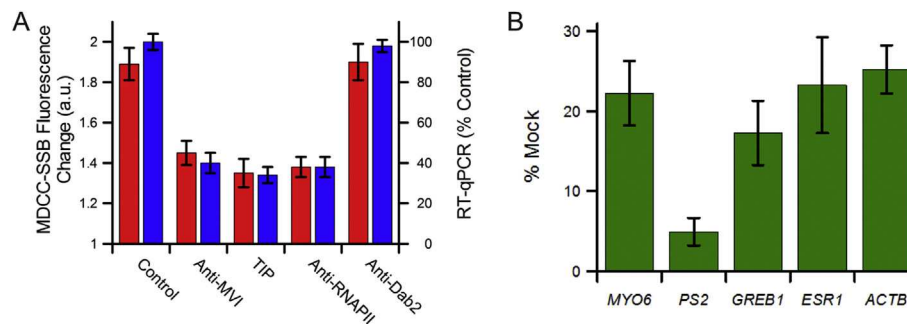 A
MDCC-SSB Fluorescence
Change (a.u.)
2
1.8
1.6
1.4
1.2
1
100
80
60
40
20
0
RT-qPCR (% Control)
Control
Anti-MVI
TIP
Anti-RNAPII
Anti-Dab2
B
% Mock
30
20
10
0
MYO6
PS2
GREB1
ESR1
ACTB